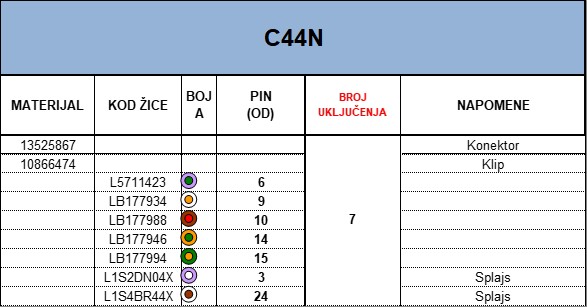 C44N
MATERIJAL KOD ŽICE BOJA PIN (OD) BROJ UKLJUČENJA NAPOMENE
13525867 Konektor
10866474 Klip
L5711423 6
LB177934 9
LB177988 10
7
LB177946 14
LB177994 15
L1S2DN04X 3 Splajs
L1S4BR44X 24 Splajs